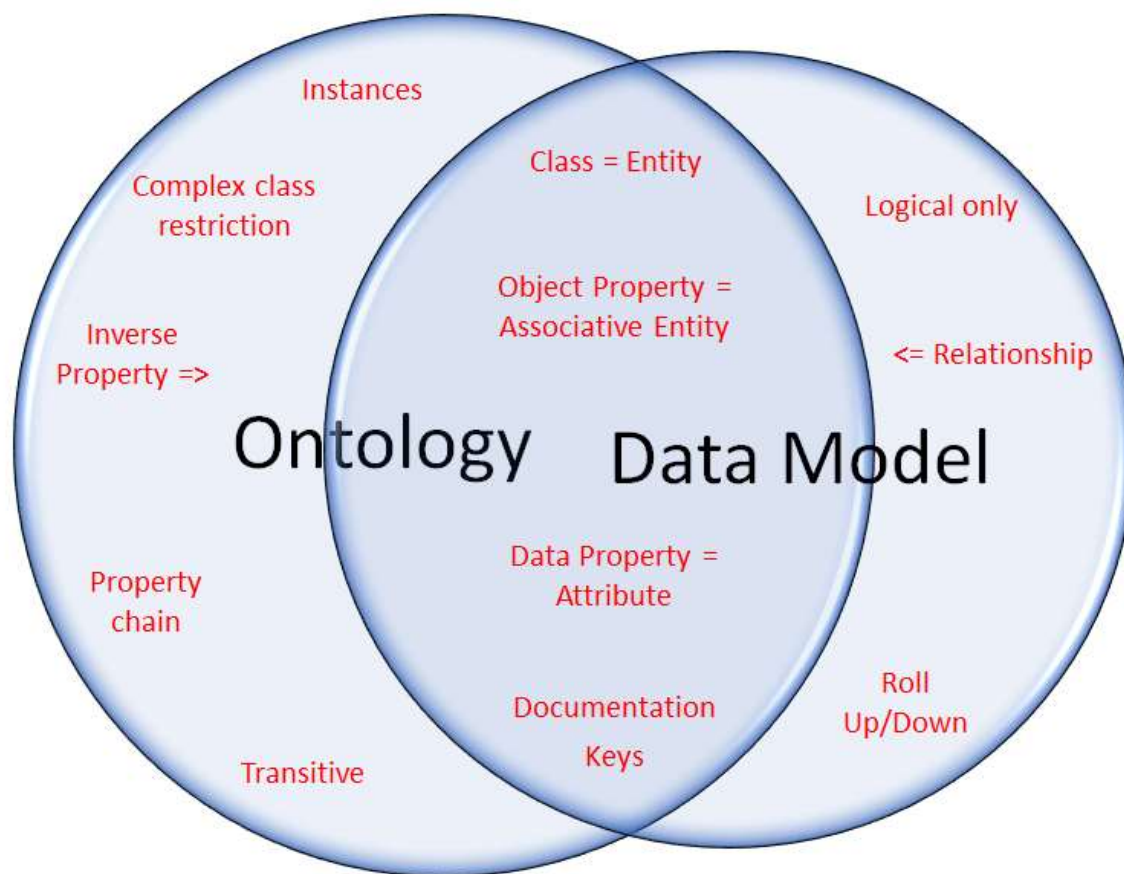 Instances
Complex class
restriction
Inverse
Property =>
Ontology
Property
chain
Transitive
Class = Entity
Object Property =
Associative Entity
Data Property =
Attribute
Documentation
Keys
Logical only
<= Relationship
Data Model
Roll
Up/Down